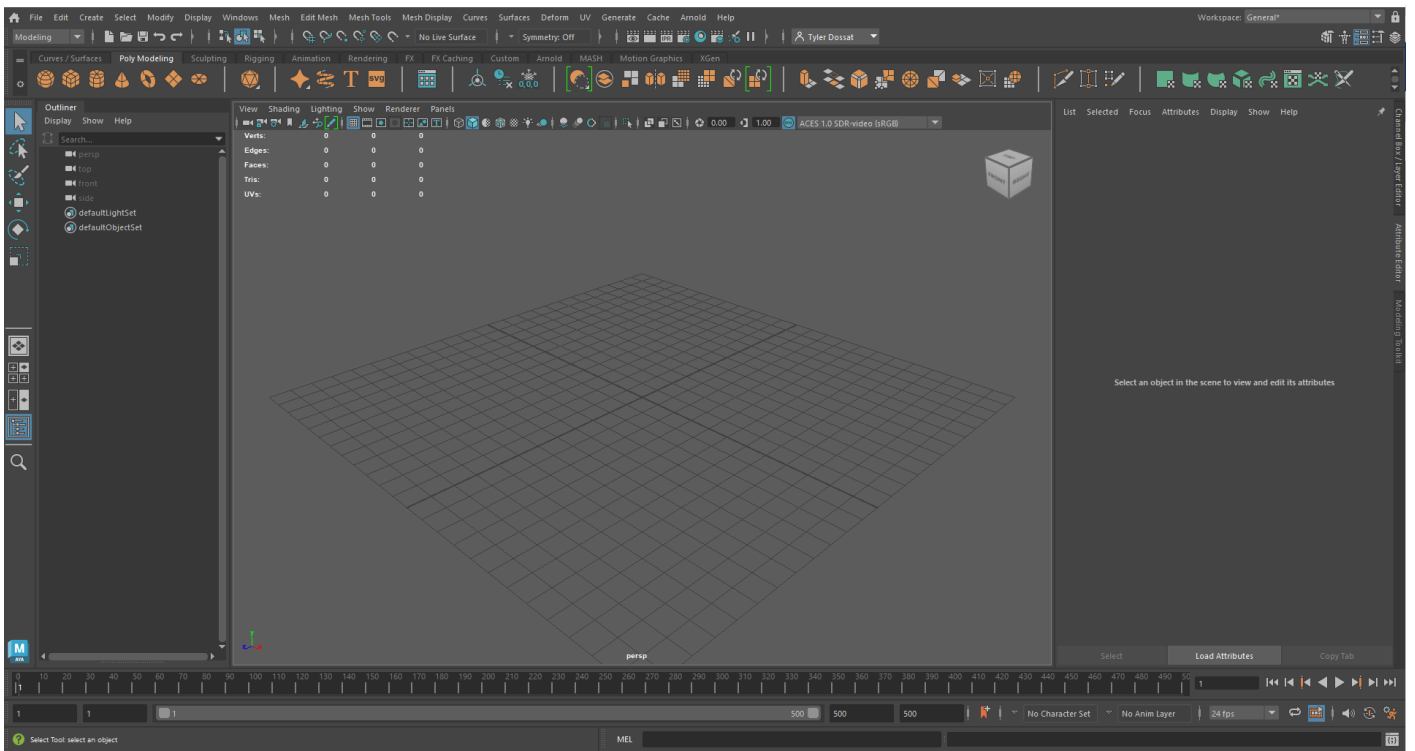 File Edit Create Select Modify Display Windows Mesh Edit Mesh Mesh Tools Mesh Display Curves Surfaces Deform UV Generate Cache Arnold Help Workspace: General*
Modeling No Live Surface Symmetry: Off IPR Tyler Dossat
Curves / Surfaces Poly Modeling Sculpting Rigging Animation Rendering FX FX Caching Custom Arnold MASH Motion Graphics XGen
T svg 0,0,0
Outliner
Display Show Help
Search...
persp
top
front
side
defaultLightSet
defaultObjectSet
View Shading Lighting Show Renderer Panels
0.00 1.00 ACES 1.0 SDR-video (sRGB)
Verts: 0 0 0
Edges: 0 0 0
Faces: 0 0 0
Tris: 0 0 0
UVs: 0 0 0
FRONT RIGHT
persp
List Selected Focus Attributes Display Show Help
Select an object in the scene to view and edit its attributes
Select Load Attributes Copy Tab
Channel Box / Layer Editor
Attribute Editor
Modeling Toolkit
M
AYA
0 10 20 30 40 50 60 70 80 90 100 110 120 130 140 150 160 170 180 190 200 210 220 230 240 250 260 270 280 290 300 310 320 330 340 350 360 370 380 390 400 410 420 430 440 450 460 470 480 490 50
1 1
1 1 1 500 500 500 No Character Set No Anim Layer 24 fps
Select Tool: select an object MEL